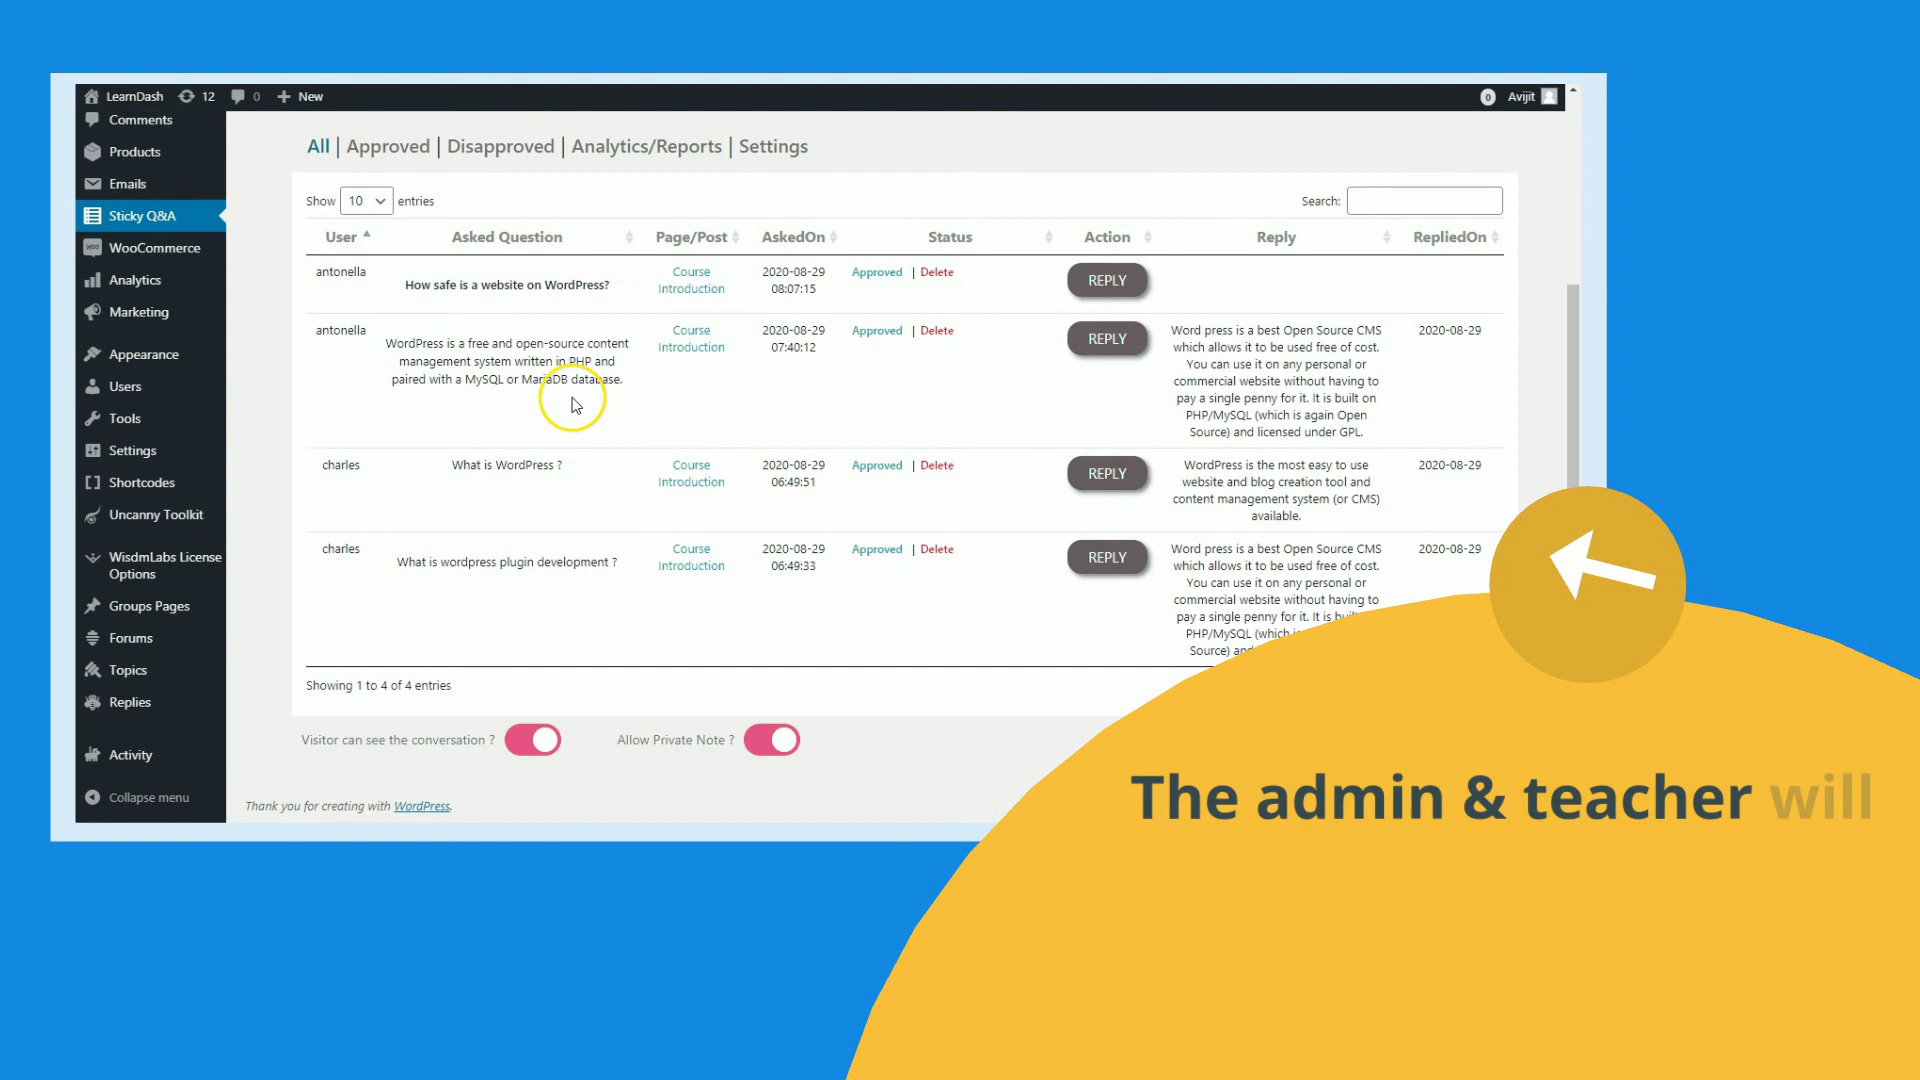 LearnDash 12 0 + New 0 Avijit
Comments
Products
Emails
Sticky Q&A
WooCommerce
Analytics
Marketing
Appearance
Users
Tools
Settings
Shortcodes
Uncanny Toolkit
WisdmLabs License
Options
Groups Pages
Forums
Topics
Replies
Activity
Collapse menu
All | Approved | Disapproved | Analytics/Reports | Settings
Show 10 entries
Search:
User Asked Question Page/Post AskedOn Status Action Reply RepliedOn
antonella
How safe is a website on WordPress?
Course
Introduction
2020-08-29
08:07:15
Approved | Delete
REPLY
antonella
WordPress is a free and open-source content
management system written in PHP and
paired with a MySQL or MariaDB database.
Course
Introduction
2020-08-29
07:40:12
Approved | Delete
REPLY
Word press is a best Open Source CMS
which allows it to be used free of cost.
You can use it on any personal or
commercial website without having to
pay a single penny for it. It is built on
PHP/MySQL (which is again Open
Source) and licensed under GPL.
2020-08-29
charles
What is WordPress ?
Course
Introduction
2020-08-29
06:49:51
Approved | Delete
REPLY
WordPress is the most easy to use
website and blog creation tool and
content management system (or CMS)
available.
2020-08-29
charles
What is wordpress plugin development ?
Course
Introduction
2020-08-29
06:49:33
Approved | Delete
REPLY
Word press is a best Open Source CMS
which allows it to be used free of cost.
You can use it on any personal or
commercial website without having to
pay a single penny for it. It is
PHP/MySQL (which
Source)
2020-08-29
Showing 1 to 4 of 4 entries
Visitor can see the conversation ?
Allow Private Note ?
Thank you for creating with WordPress.
The admin & teacher will